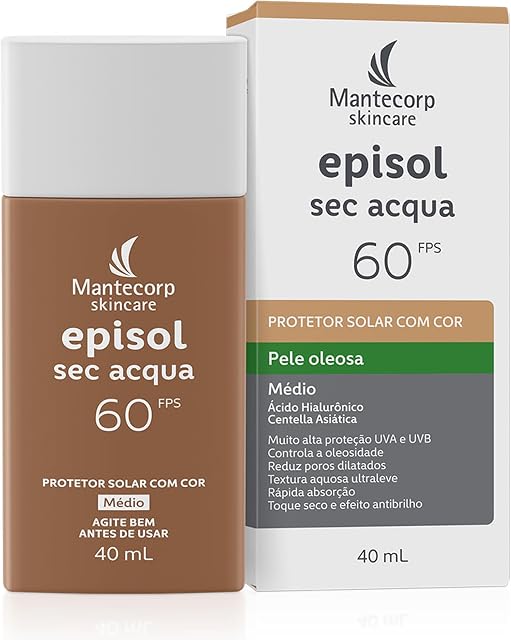 Mantecorp
skincare
episol
sec acqua
60 FPS
PROTETOR SOLAR COM COR
Médio
AGITE BEM
ANTES DE USAR
40 mL
Mantecorp
skincare
episol
sec acqua
60 FPS
PROTETOR SOLAR COM COR
Pele oleosa
Médio
Ácido Hialurônico
Centella Asiática
Muito alta proteção UVA e UVB
Controla a oleosidade
Reduz poros dilatados
Textura aquosa ultraleve
Rápida absorção
Toque seco e efeito antibrilho
40 mL